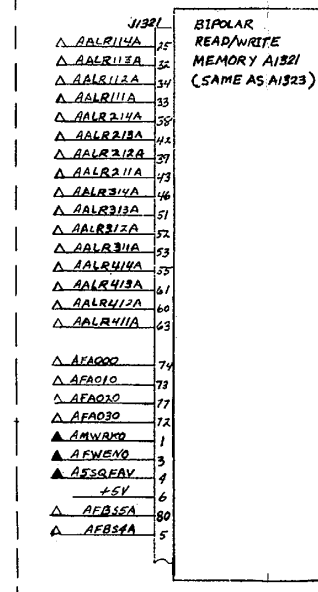 J1321
BIPOLAR
READ/WRITE
MEMORY A1321
(SAME AS A1323)
△ AALR114A 25
△ AALR113A 32
△ AALR112A 34
△ AALR111A 33
△ AALR214A 38
△ AALR213A 42
△ AALR212A 39
△ AALR211A 43
△ AALR314A 46
△ AALR313A 51
△ AALR312A 52
△ AALR311A 53
△ AALR414A 55
△ AALR413A 61
△ AALR412A 60
△ AALR411A 63
△ AFA000 74
△ AFA010 73
△ AFA020 77
△ AFA030 72
▲ AMWRK0 1
▲ AFWEN0 3
▲ A5SQFAV 4
+5V 6
△ AFBS5A 80
△ AFBS4A 5